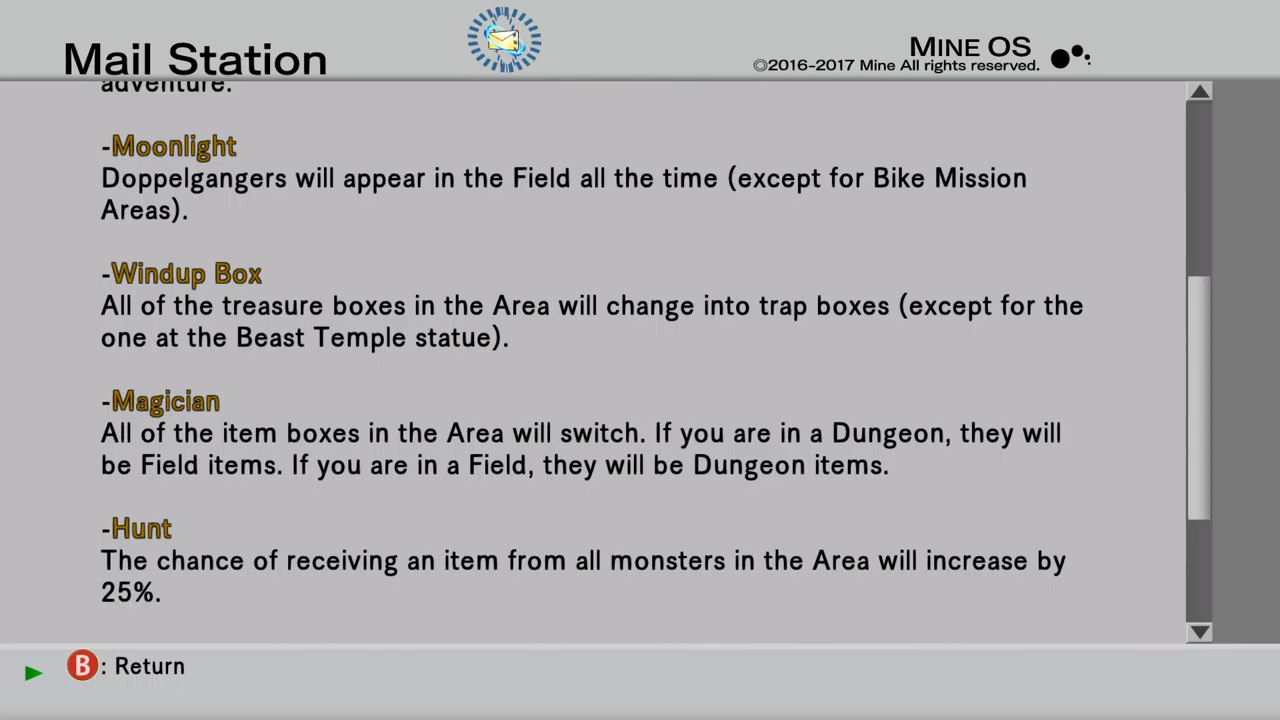 Mail Station
MINE OS
©2016-2017 Mine All rights reserved.
adventure.
-Moonlight
Doppelgangers will appear in the Field all the time (except for Bike Mission
Areas).
-Windup Box
All of the treasure boxes in the Area will change into trap boxes (except for the
one at the Beast Temple statue).
-Magician
All of the item boxes in the Area will switch. If you are in a Dungeon, they will
be Field items. If you are in a Field, they will be Dungeon items.
-Hunt
The chance of receiving an item from all monsters in the Area will increase by
25%.
B: Return